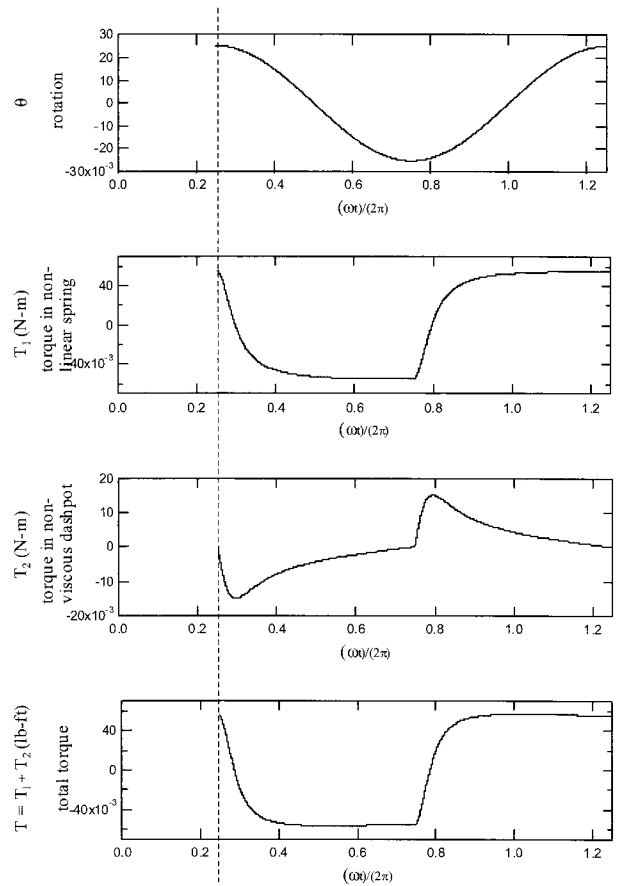 θ
rotation
30
20
10
0
-10
-20
-30x10⁻³
0.0 0.2 0.4 0.6 0.8 1.0 1.2
(ωt)/(2π)
T₁ (N-m)
torque in non-
linear spring
40
0
-40x10⁻³
0.0 0.2 0.4 0.6 0.8 1.0 1.2
(ωt)/(2π)
T₂ (N-m)
torque in non-
viscous dashpot
20
10
0
-10
-20x10⁻³
0.0 0.2 0.4 0.6 0.8 1.0 1.2
(ωt)/(2π)
T = T₁ + T₂ (lb-ft)
total torque
40
0
-40x10⁻³
0.0 0.2 0.4 0.6 0.8 1.0 1.2
(ωt)/(2π)